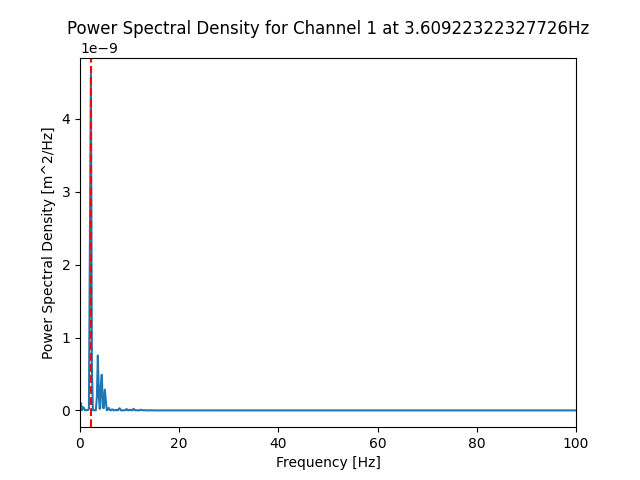 Power Spectral Density for Channel 1 at 3.60922322327726Hz
1e−9
4
3
2
1
0
Power Spectral Density [m^2/Hz]
0 20 40 60 80 100
Frequency [Hz]